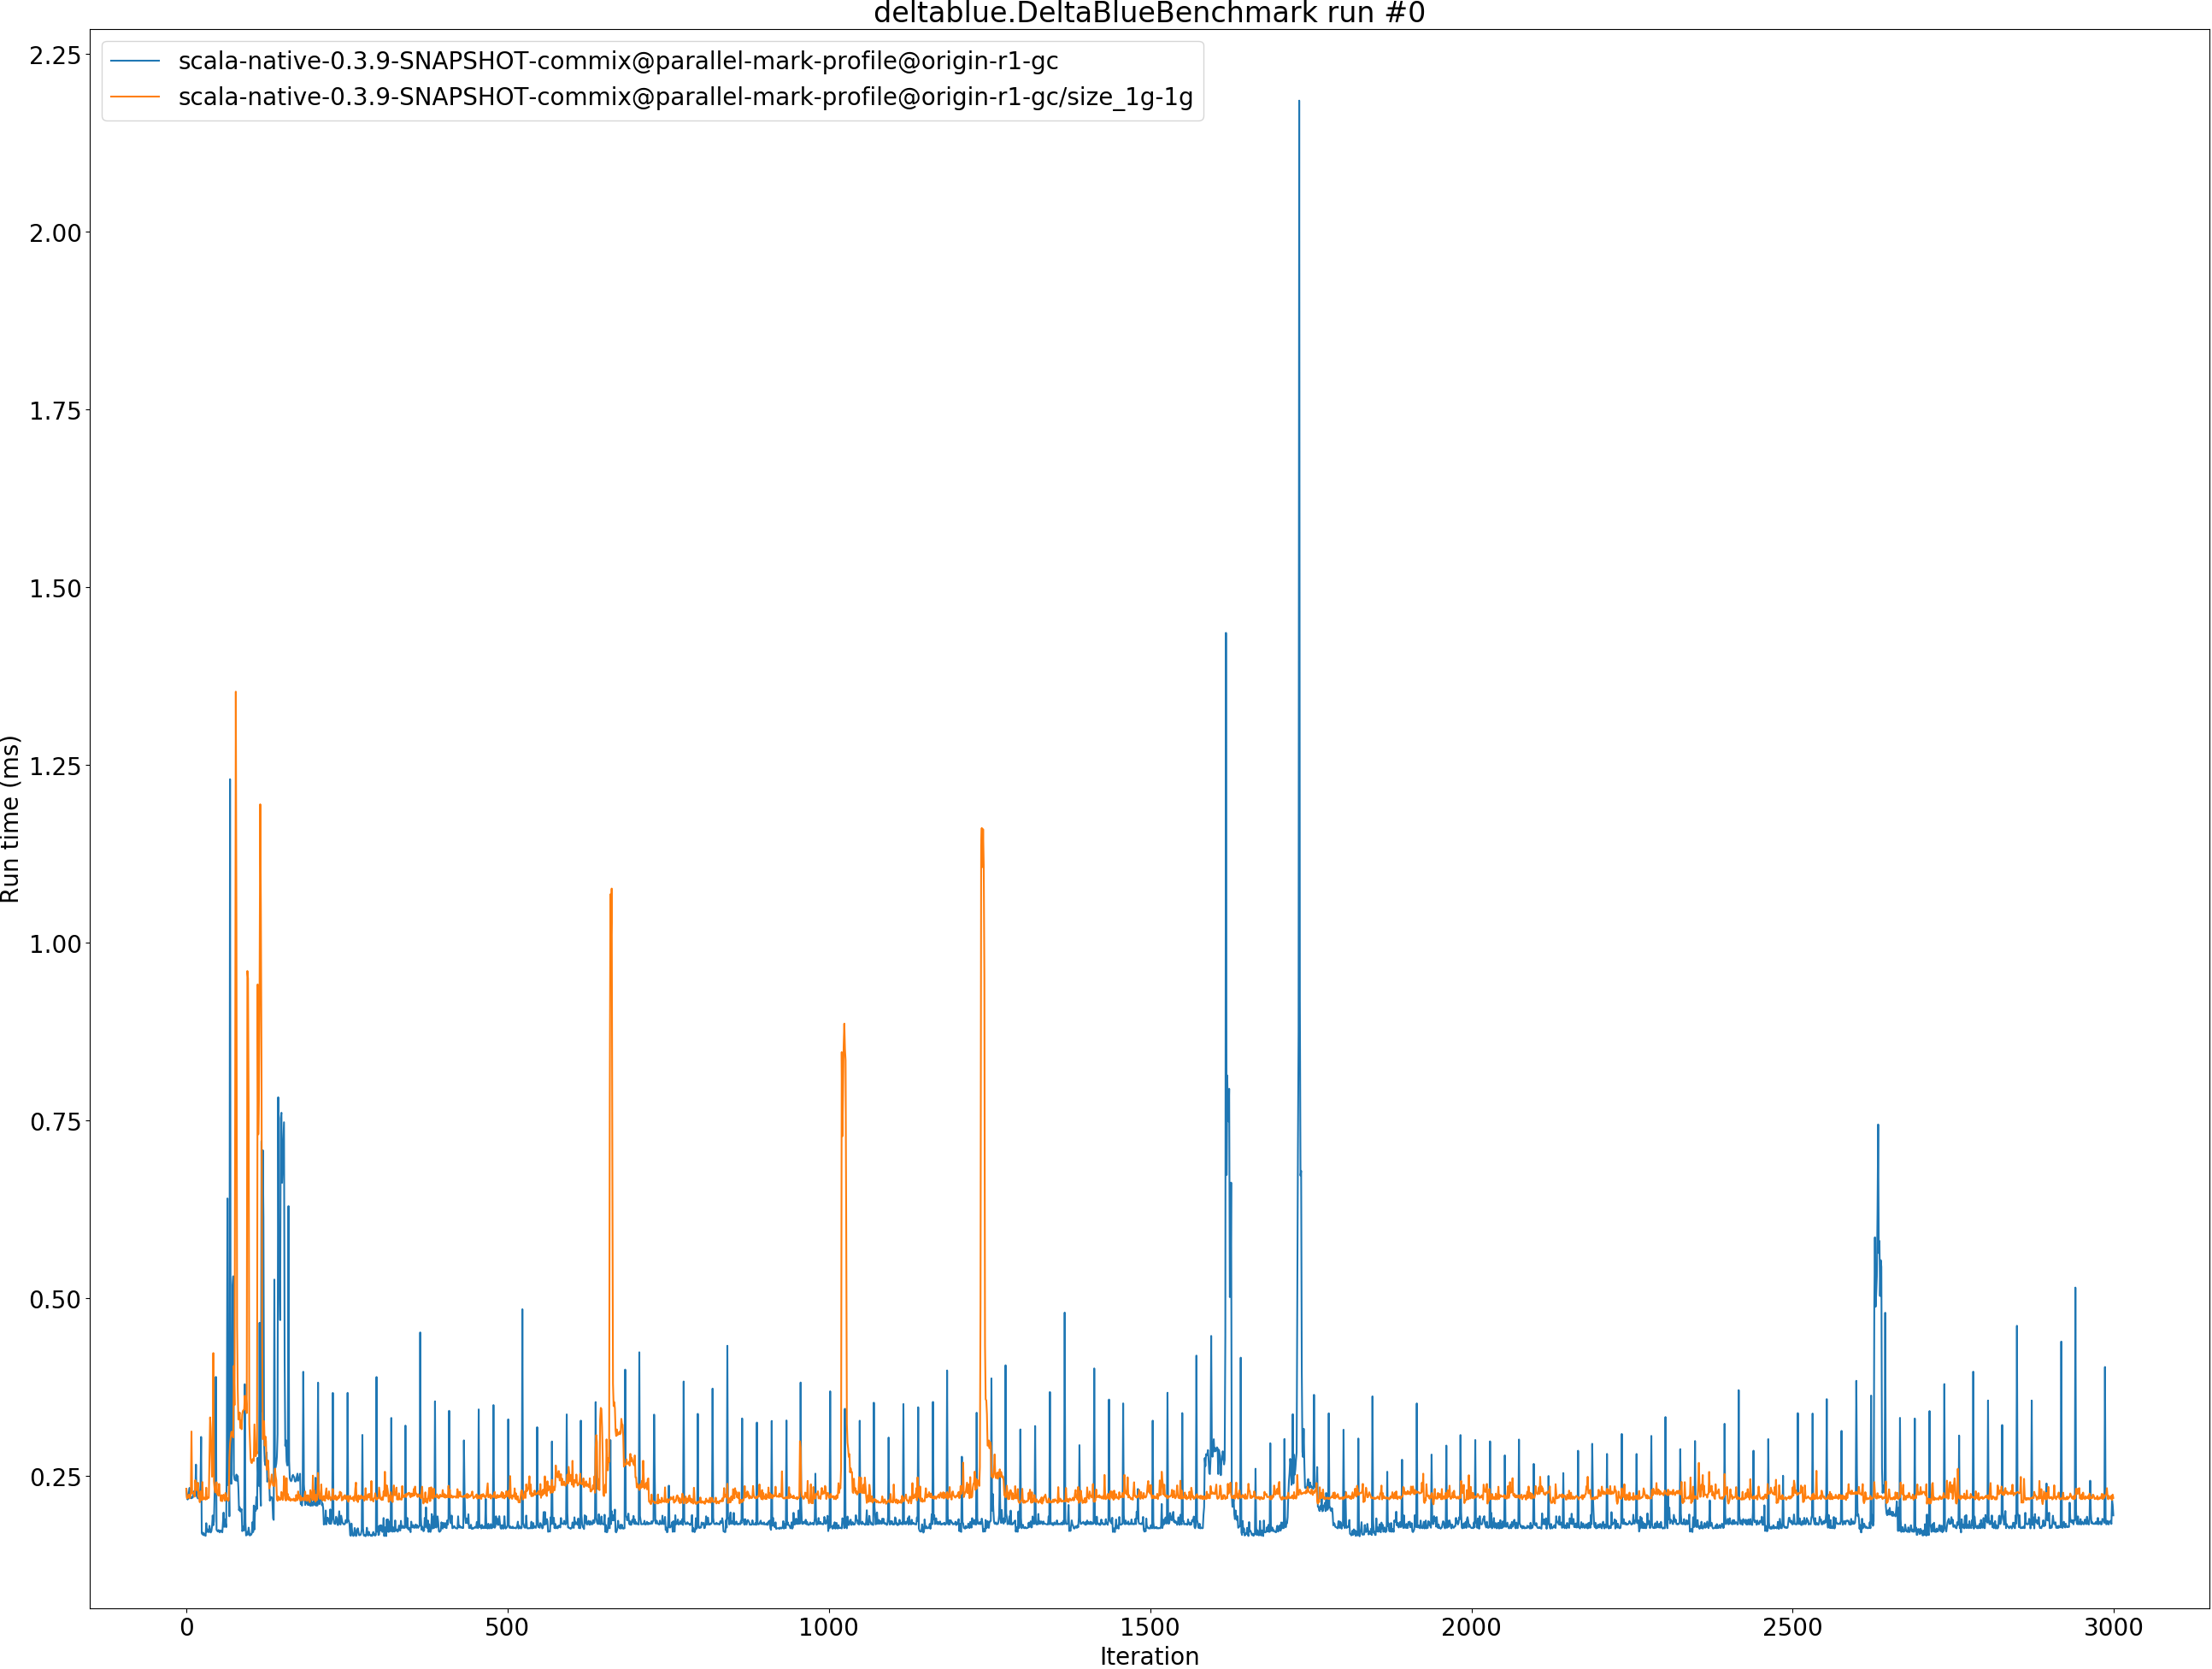 deltablue.DeltaBlueBenchmark run #0
scala-native-0.3.9-SNAPSHOT-commix@parallel-mark-profile@origin-r1-gc
scala-native-0.3.9-SNAPSHOT-commix@parallel-mark-profile@origin-r1-gc/size_1g-1g
2.25
2.00
1.75
1.50
1.25
1.00
0.75
0.50
0.25
Run time (ms)
0 500 1000 1500 2000 2500 3000
Iteration